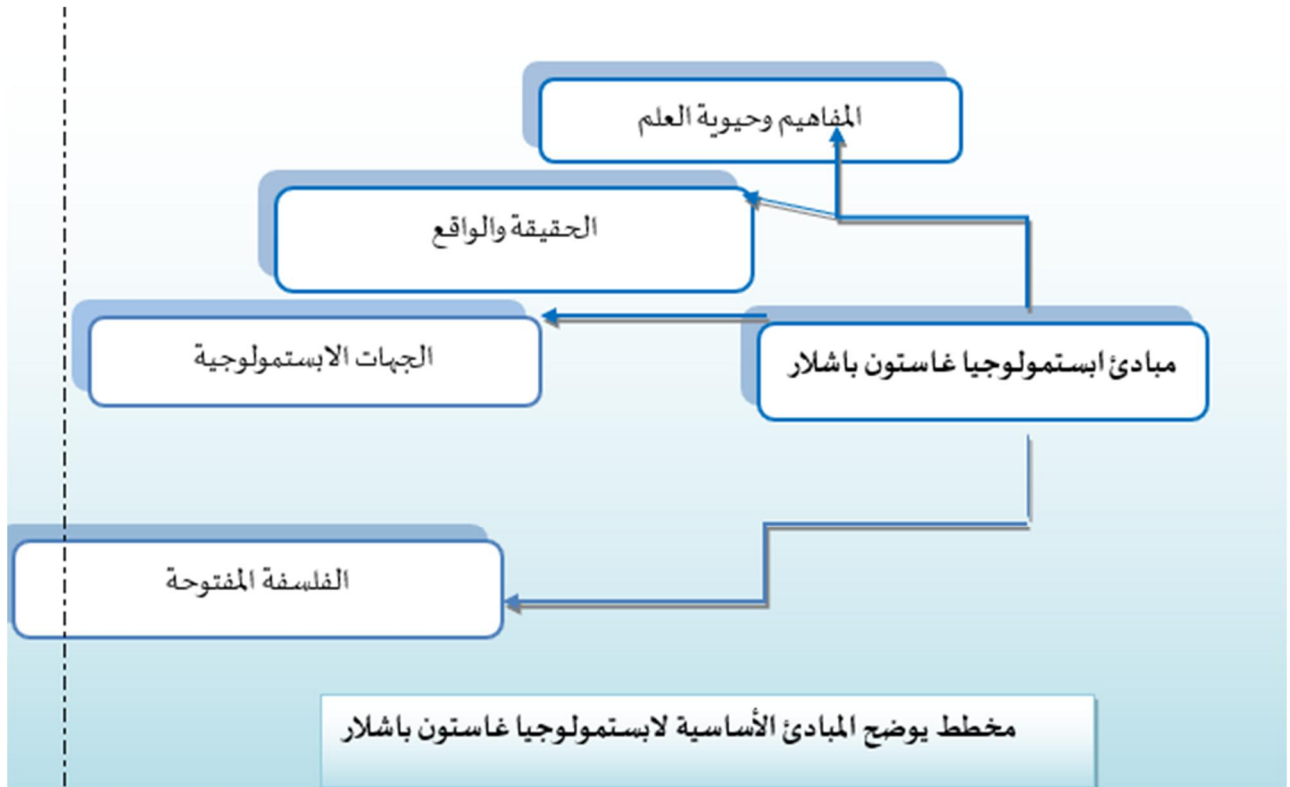 المفاهيم وحيوية العلم
الحقيقة والواقع
الجهات الابستمولوجية
مبادئ ابستمولوجيا غاستون باشلار
الفلسفة المفتوحة
مخطط يوضح المبادئ الأساسية لابستمولوجيا غاستون باشلار